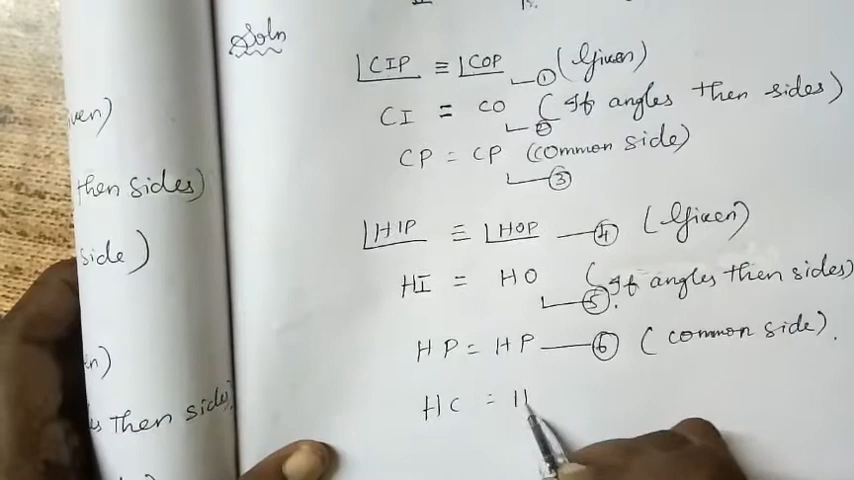 Soln
∟CIP ≡ ∟COP — ① (Given)
CI = CO — ② (If angles then sides)
CP = CP — ③ (common side)
∟HIP ≡ ∟HOP — ④ (Given)
HI = HO — ⑤ (If angles then sides)
HP = HP — ⑥ (common side).
HC = H
iven)
then sides)
side)
en)
then sides)